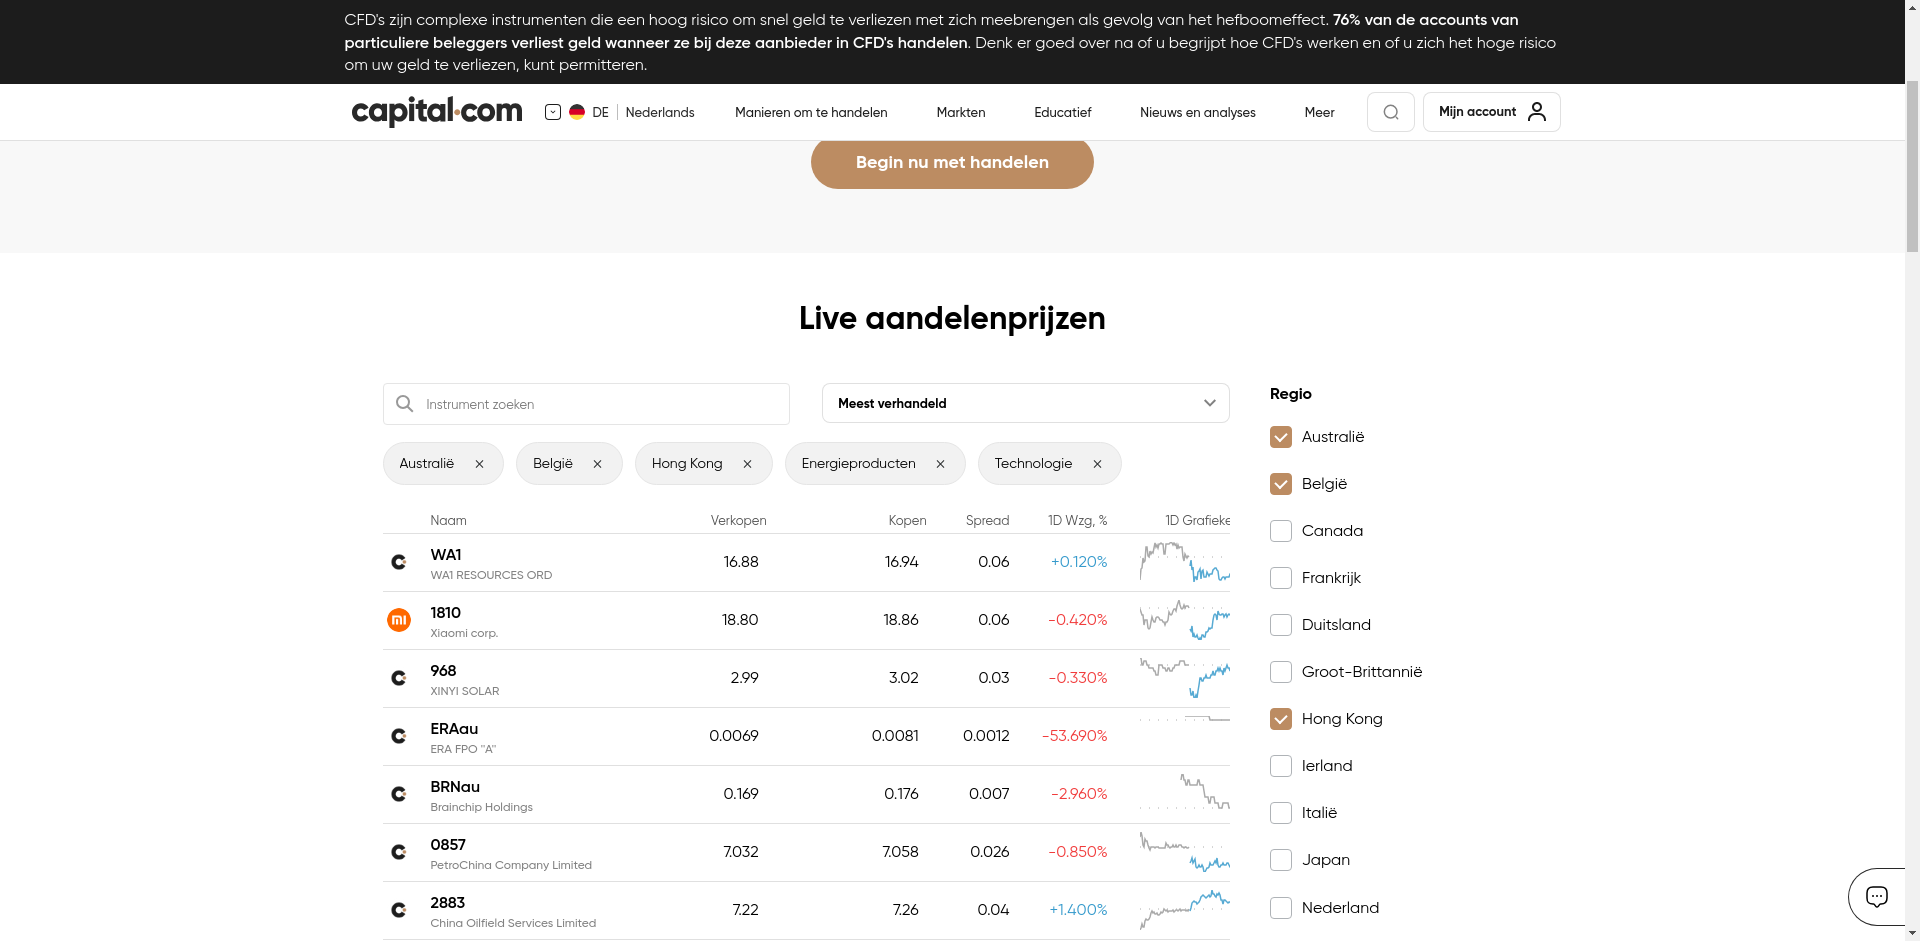 CFD's zijn complexe instrumenten die een hoog risico om snel geld te verliezen met zich meebrengen als gevolg van het hefboomeffect. 76% van de accounts van
particuliere beleggers verliest geld wanneer ze bij deze aanbieder in CFD's handelen. Denk er goed over na of u begrijpt hoe CFD's werken en of u zich het hoge risico
om uw geld te verliezen, kunt permitteren.
capital.com DE Nederlands Manieren om te handelen Markten Educatief Nieuws en analyses Meer Mijn account
Begin nu met handelen
Live aandelenprijzen
Instrument zoeken
Meest verhandeld
Australië België Hong Kong Energieproducten Technologie
Naam Verkopen Kopen Spread 1D Wzg, % 1D Grafieke
WA1 16.88 16.94 0.06 +0.120%
WA1 RESOURCES ORD
1810 18.80 18.86 0.06 -0.420%
Xiaomi corp.
968 2.99 3.02 0.03 -0.330%
XINYI SOLAR
ERAau 0.0069 0.0081 0.0012 -53.690%
ERA FPO "A"
BRNau 0.169 0.176 0.007 -2.960%
Brainchip Holdings
0857 7.032 7.058 0.026 -0.850%
PetroChina Company Limited
2883 7.22 7.26 0.04 +1.400%
China Oilfield Services Limited
Regio
Australië
België
Canada
Frankrijk
Duitsland
Groot-Brittannië
Hong Kong
Ierland
Italië
Japan
Nederland